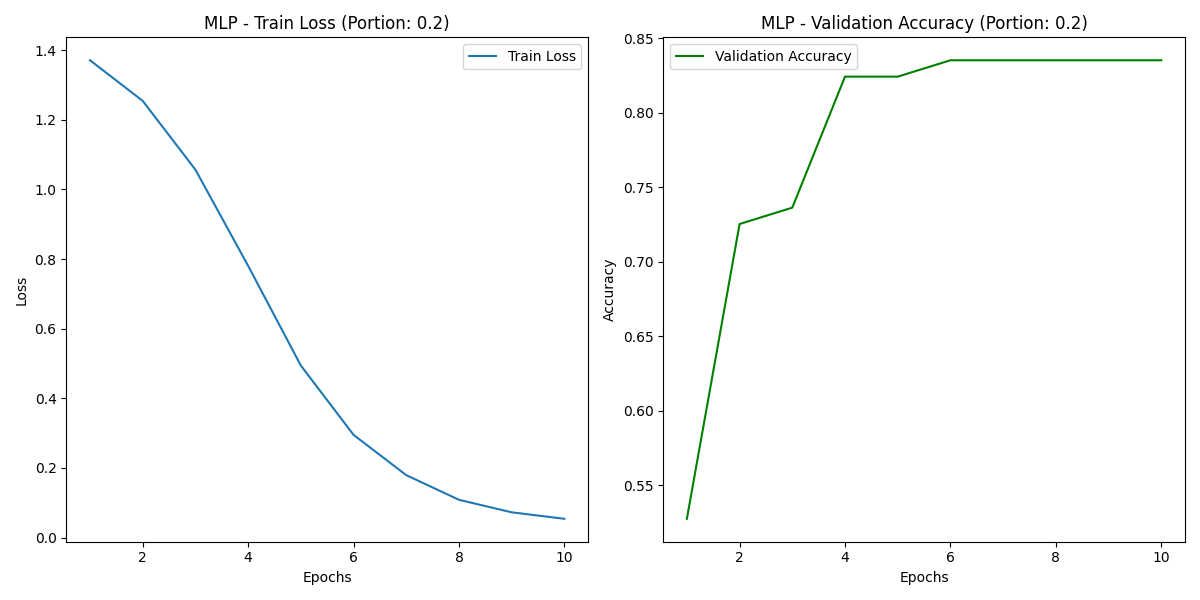 MLP - Train Loss (Portion: 0.2)
Train Loss
1.4
1.2
1.0
0.8
0.6
0.4
0.2
0.0
Loss
2 4 6 8 10
Epochs
MLP - Validation Accuracy (Portion: 0.2)
Validation Accuracy
0.85
0.80
0.75
0.70
0.65
0.60
0.55
Accuracy
2 4 6 8 10
Epochs